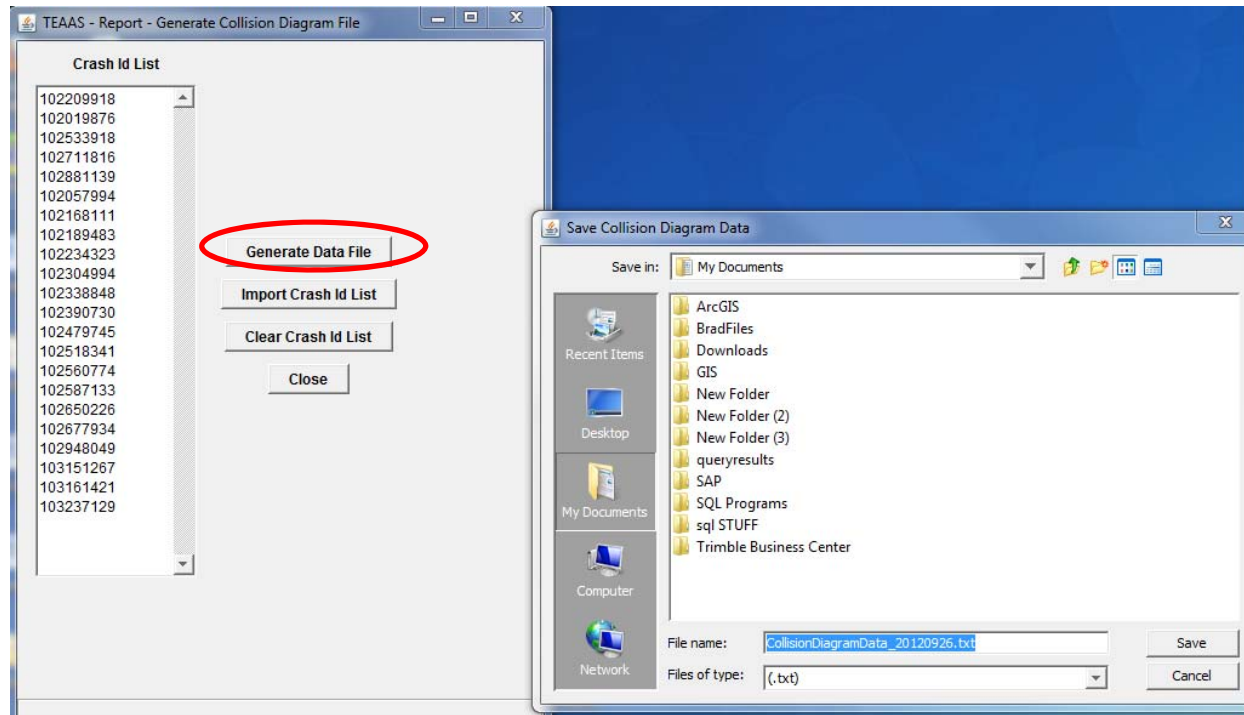 TEAAS - Report - Generate Collision Diagram File
Crash Id List
102209918
102019876
102533918
102711816
102881139
102057994
102168111
102189483
102234323
102304994
102338848
102390730
102479745
102518341
102560774
102587133
102650226
102677934
102948049
103151267
103161421
103237129
Generate Data File
Import Crash Id List
Clear Crash Id List
Close
Save Collision Diagram Data
Save in:
My Documents
Recent Items
Desktop
My Documents
Computer
Network
ArcGIS
BradFiles
Downloads
GIS
New Folder
New Folder (2)
New Folder (3)
queryresults
SAP
SQL Programs
sql STUFF
Trimble Business Center
File name:
CollisionDiagramData_20120926.txt
Save
Files of type:
(.txt)
Cancel